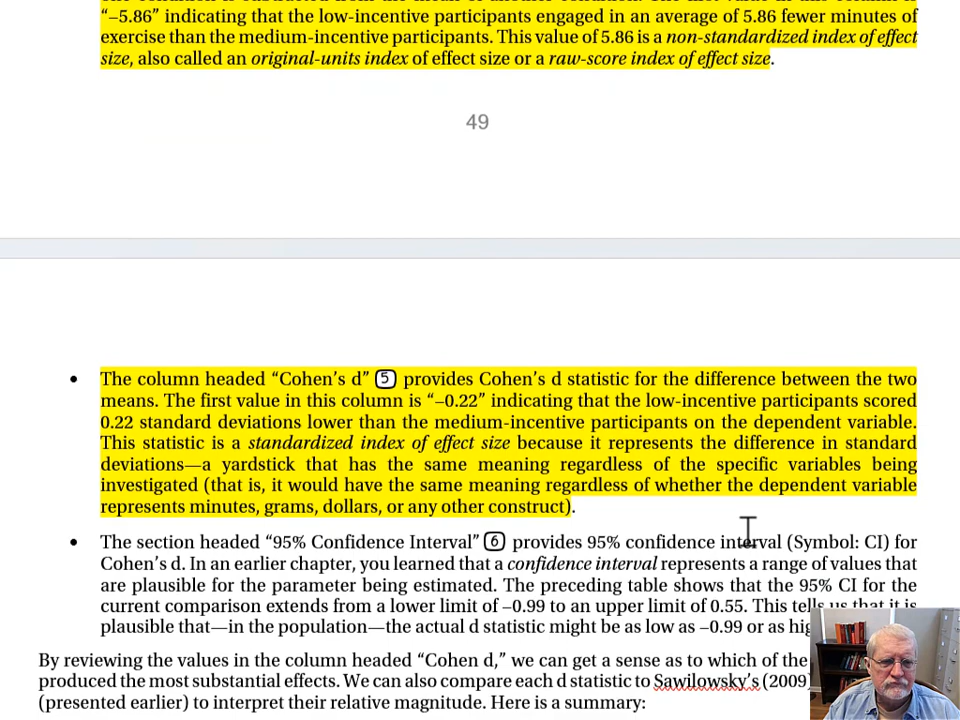 “−5.86” indicating that the low-incentive participants engaged in an average of 5.86 fewer minutes of
exercise than the medium-incentive participants. This value of 5.86 is a non-standardized index of effect
size, also called an original-units index of effect size or a raw-score index of effect size.
49
• The column headed “Cohen’s d” 5 provides Cohen’s d statistic for the difference between the two
means. The first value in this column is “−0.22” indicating that the low-incentive participants scored
0.22 standard deviations lower than the medium-incentive participants on the dependent variable.
This statistic is a standardized index of effect size because it represents the difference in standard
deviations—a yardstick that has the same meaning regardless of the specific variables being
investigated (that is, it would have the same meaning regardless of whether the dependent variable
represents minutes, grams, dollars, or any other construct).
• The section headed “95% Confidence Interval” 6 provides 95% confidence interval (Symbol: CI) for
Cohen’s d. In an earlier chapter, you learned that a confidence interval represents a range of values that
are plausible for the parameter being estimated. The preceding table shows that the 95% CI for the
current comparison extends from a lower limit of −0.99 to an upper limit of 0.55. This tells us that it is
plausible that—in the population—the actual d statistic might be as low as −0.99 or as
By reviewing the values in the column headed “Cohen d,” we can get a sense as to which of the
produced the most substantial effects. We can also compare each d statistic to Sawilowsky’s (2009)
(presented earlier) to interpret their relative magnitude. Here is a summary: